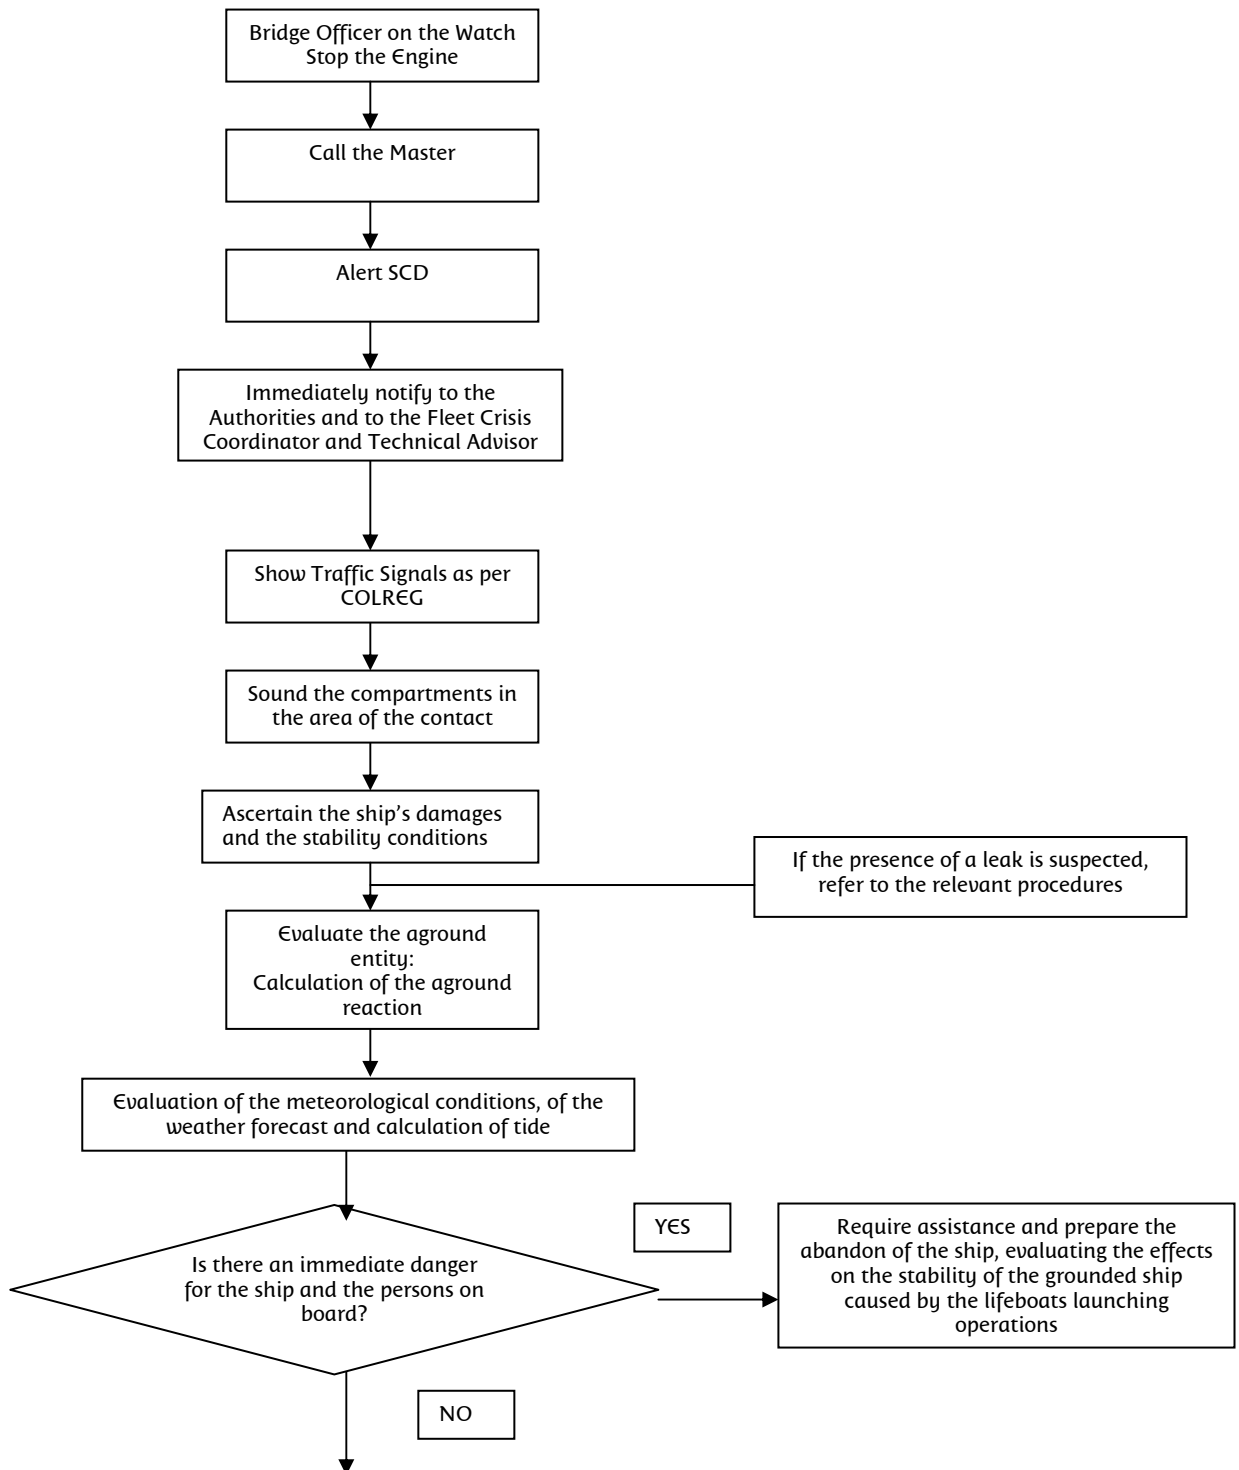 Bridge Officer on the Watch
Stop the Engine
Call the Master
Alert SCD
Immediately notify to the
Authorities and to the Fleet Crisis
Coordinator and Technical Advisor
Show Traffic Signals as per
COLREG
Sound the compartments in
the area of the contact
Ascertain the ship's damages
and the stability conditions
If the presence of a leak is suspected,
refer to the relevant procedures
Evaluate the aground
entity:
Calculation of the aground
reaction
Evaluation of the meteorological conditions, of the
weather forecast and calculation of tide
Is there an immediate danger
for the ship and the persons on
board?
YES
Require assistance and prepare the
abandon of the ship, evaluating the effects
on the stability of the grounded ship
caused by the lifeboats launching
operations
NO